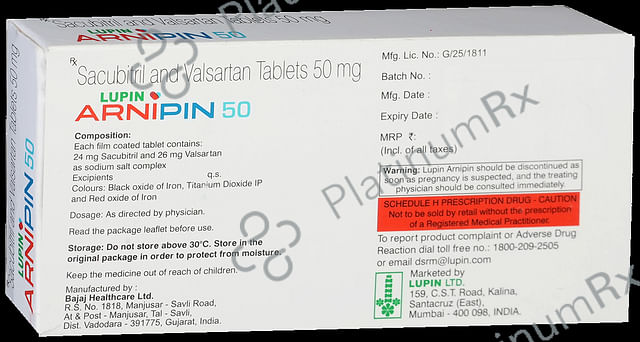 Sacubitril and Valsartan Tablets 50 mg
LUPIN
ARNIPIN 50
Rx
Sacubitril and Valsartan Tablets 50 mg
LUPIN
ARNIPIN 50
Composition:
Each film coated tablet contains:
24 mg Sacubitril and 26 mg Valsartan
as sodium salt complex
Excipients q.s.
Colours: Black oxide of Iron, Titanium Dioxide IP
and Red oxide of Iron
Dosage: As directed by physician.
Read the package leaflet before use.
Storage: Do not store above 30°C. Store in the
original package in order to protect from moisture.
Keep the medicine out of reach of children.
Manufactured by :
Bajaj Healthcare Ltd.
R.S. No. 1818, Manjusar - Savli Road,
At & Post - Manjusar, Tal - Savli,
Dist. Vadodara - 391775, Gujarat, India.
Mfg. Lic. No.: G/25/1811
Batch No. :
Mfg. Date :
Expiry Date :
MRP ₹:
(Incl. of all taxes)
Warning: Lupin Arnipin should be discontinued as
soon as pregnancy is suspected, and the treating
physician should be consulted immediately.
SCHEDULE H PRESCRIPTION DRUG - CAUTION
Not to be sold by retail without the prescription
of a Registered Medical Practitioner.
To report product complaint or Adverse Drug
Reaction dial toll free no.: 1800-209-2505
or email dsrm@lupin.com
Marketed by
LUPIN LTD.
159, C.S.T. Road, Kalina,
Santacruz (East),
Mumbai - 400 098, INDIA.
Sacubitril and Valsartan Tablets 50 mg
LUPIN
ARNIPIN 50
PlatinumRx
PlatinumRx
PlatinumRx